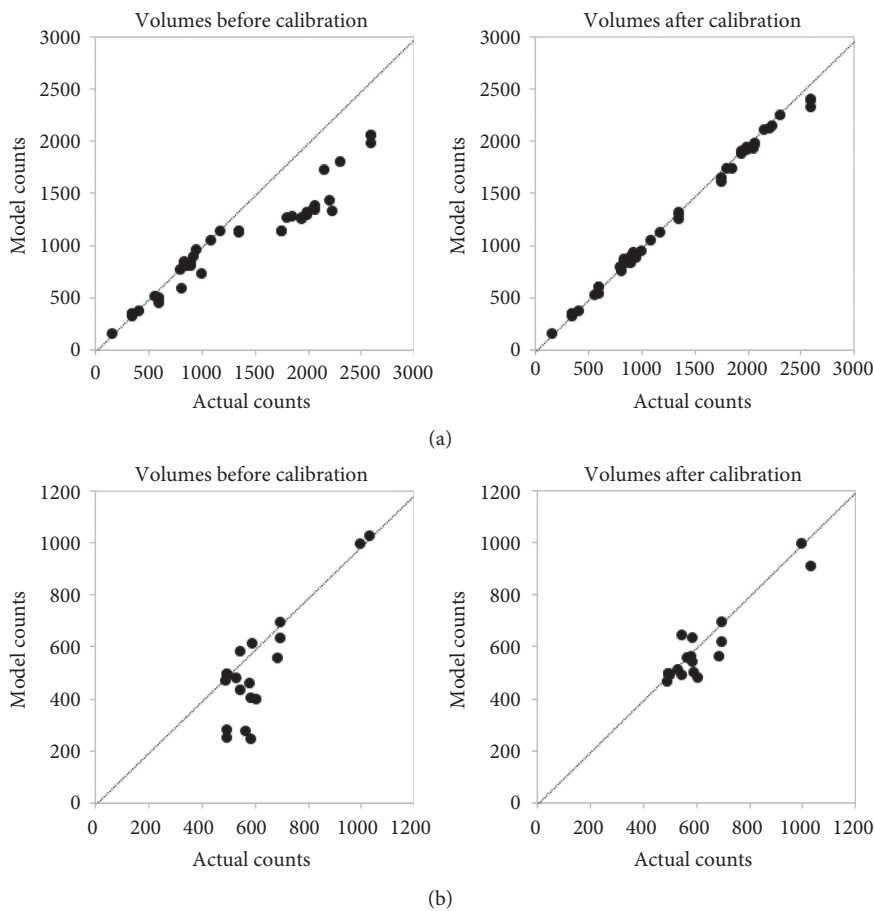 Volumes before calibration
3000
2500
2000
1500
1000
500
0
Model counts
0 500 1000 1500 2000 2500 3000
Actual counts
Volumes after calibration
3000
2500
2000
1500
1000
500
0
Model counts
0 500 1000 1500 2000 2500 3000
Actual counts
(a)
Volumes before calibration
1200
1000
800
600
400
200
0
Model counts
0 200 400 600 800 1000 1200
Actual counts
Volumes after calibration
1200
1000
800
600
400
200
0
Model counts
0 200 400 600 800 1000 1200
Actual counts
(b)